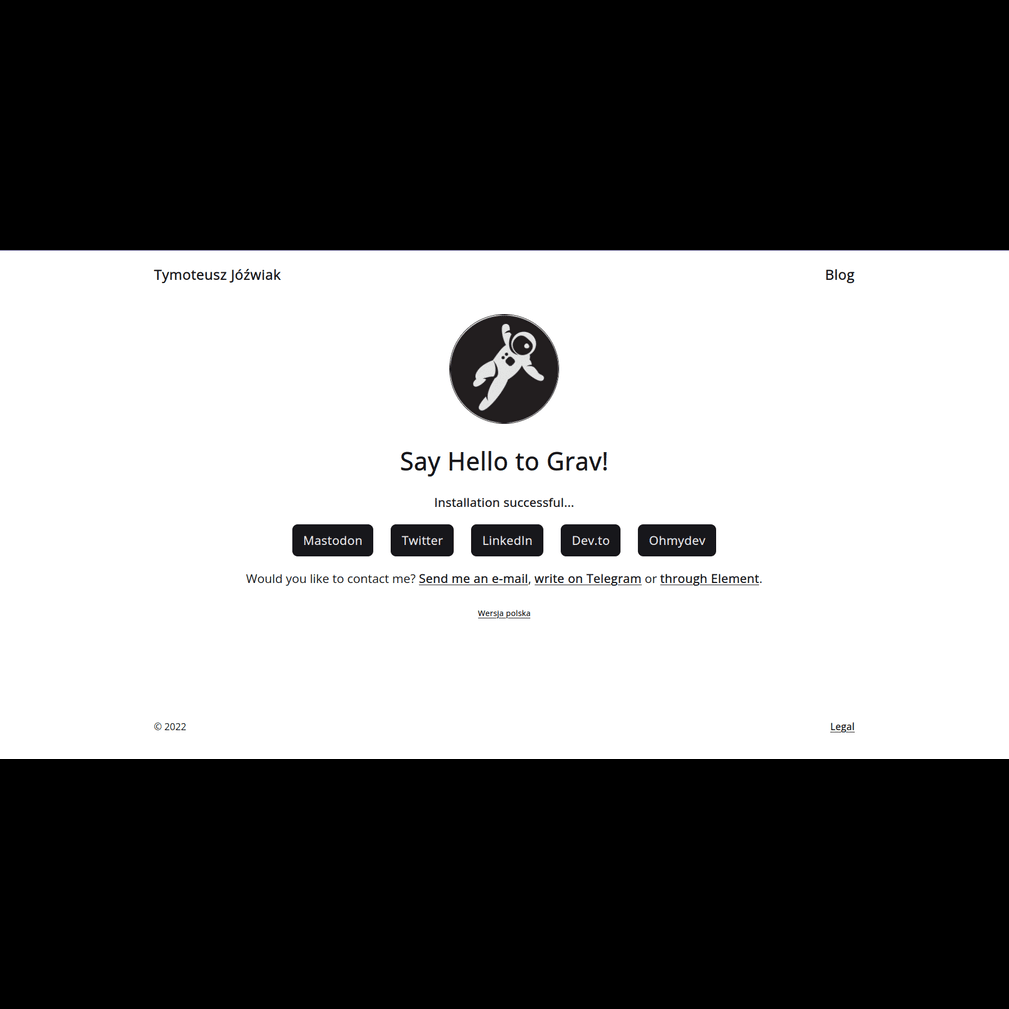 Tymoteusz Jóźwiak Blog
Say Hello to Grav!
Installation successful...
Mastodon Twitter LinkedIn Dev.to Ohmydev
Would you like to contact me? Send me an e-mail, write on Telegram or through Element.
Wersja polska
© 2022 Legal